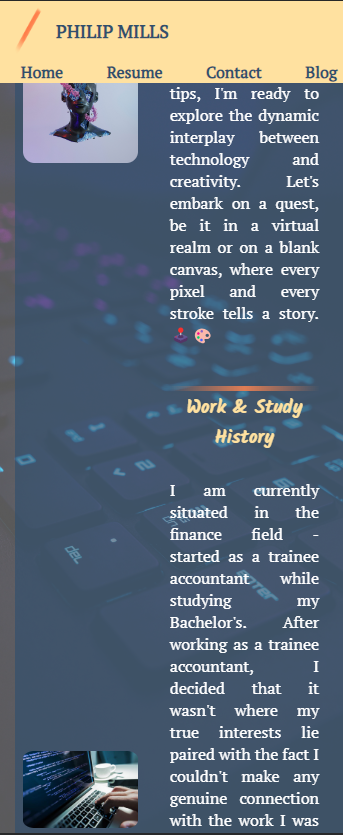 PHILIP MILLS
Home Resume Contact Blog
tips, I'm ready to
explore the dynamic
interplay between
technology and
creativity. Let's
embark on a quest,
be it in a virtual
realm or on a blank
canvas, where every
pixel and every
stroke tells a story.
🕹️🎨
Work & Study
History
I am currently
situated in the
finance field -
started as a trainee
accountant while
studying my
Bachelor's. After
working as a trainee
accountant, I
decided that it
wasn't where my
true interests lie
paired with the fact I
couldn't make any
genuine connection
with the work I was